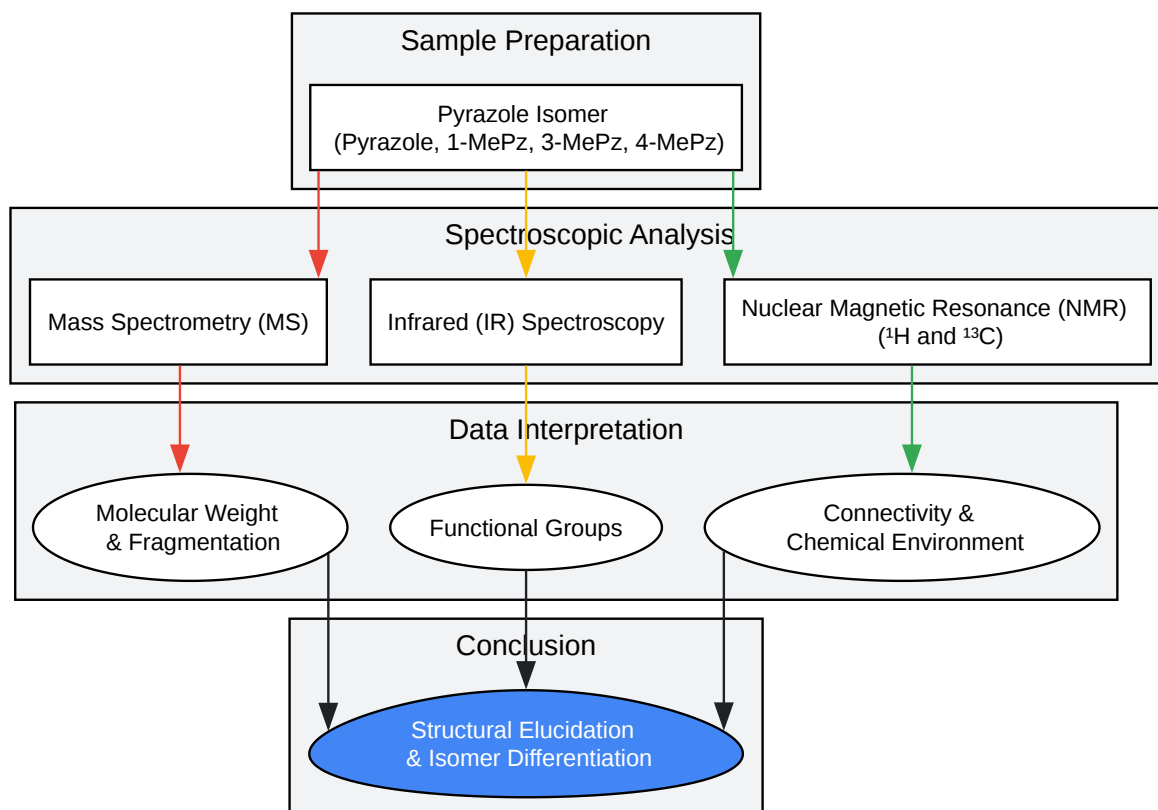 Sample Preparation
Pyrazole Isomer
(Pyrazole, 1-MePz, 3-MePz, 4-MePz)
Spectroscopic Analysis
Mass Spectrometry (MS)
Infrared (IR) Spectroscopy
Nuclear Magnetic Resonance (NMR)
(¹H and ¹³C)
Data Interpretation
Molecular Weight
& Fragmentation
Functional Groups
Connectivity &
Chemical Environment
Conclusion
Structural Elucidation
& Isomer Differentiation